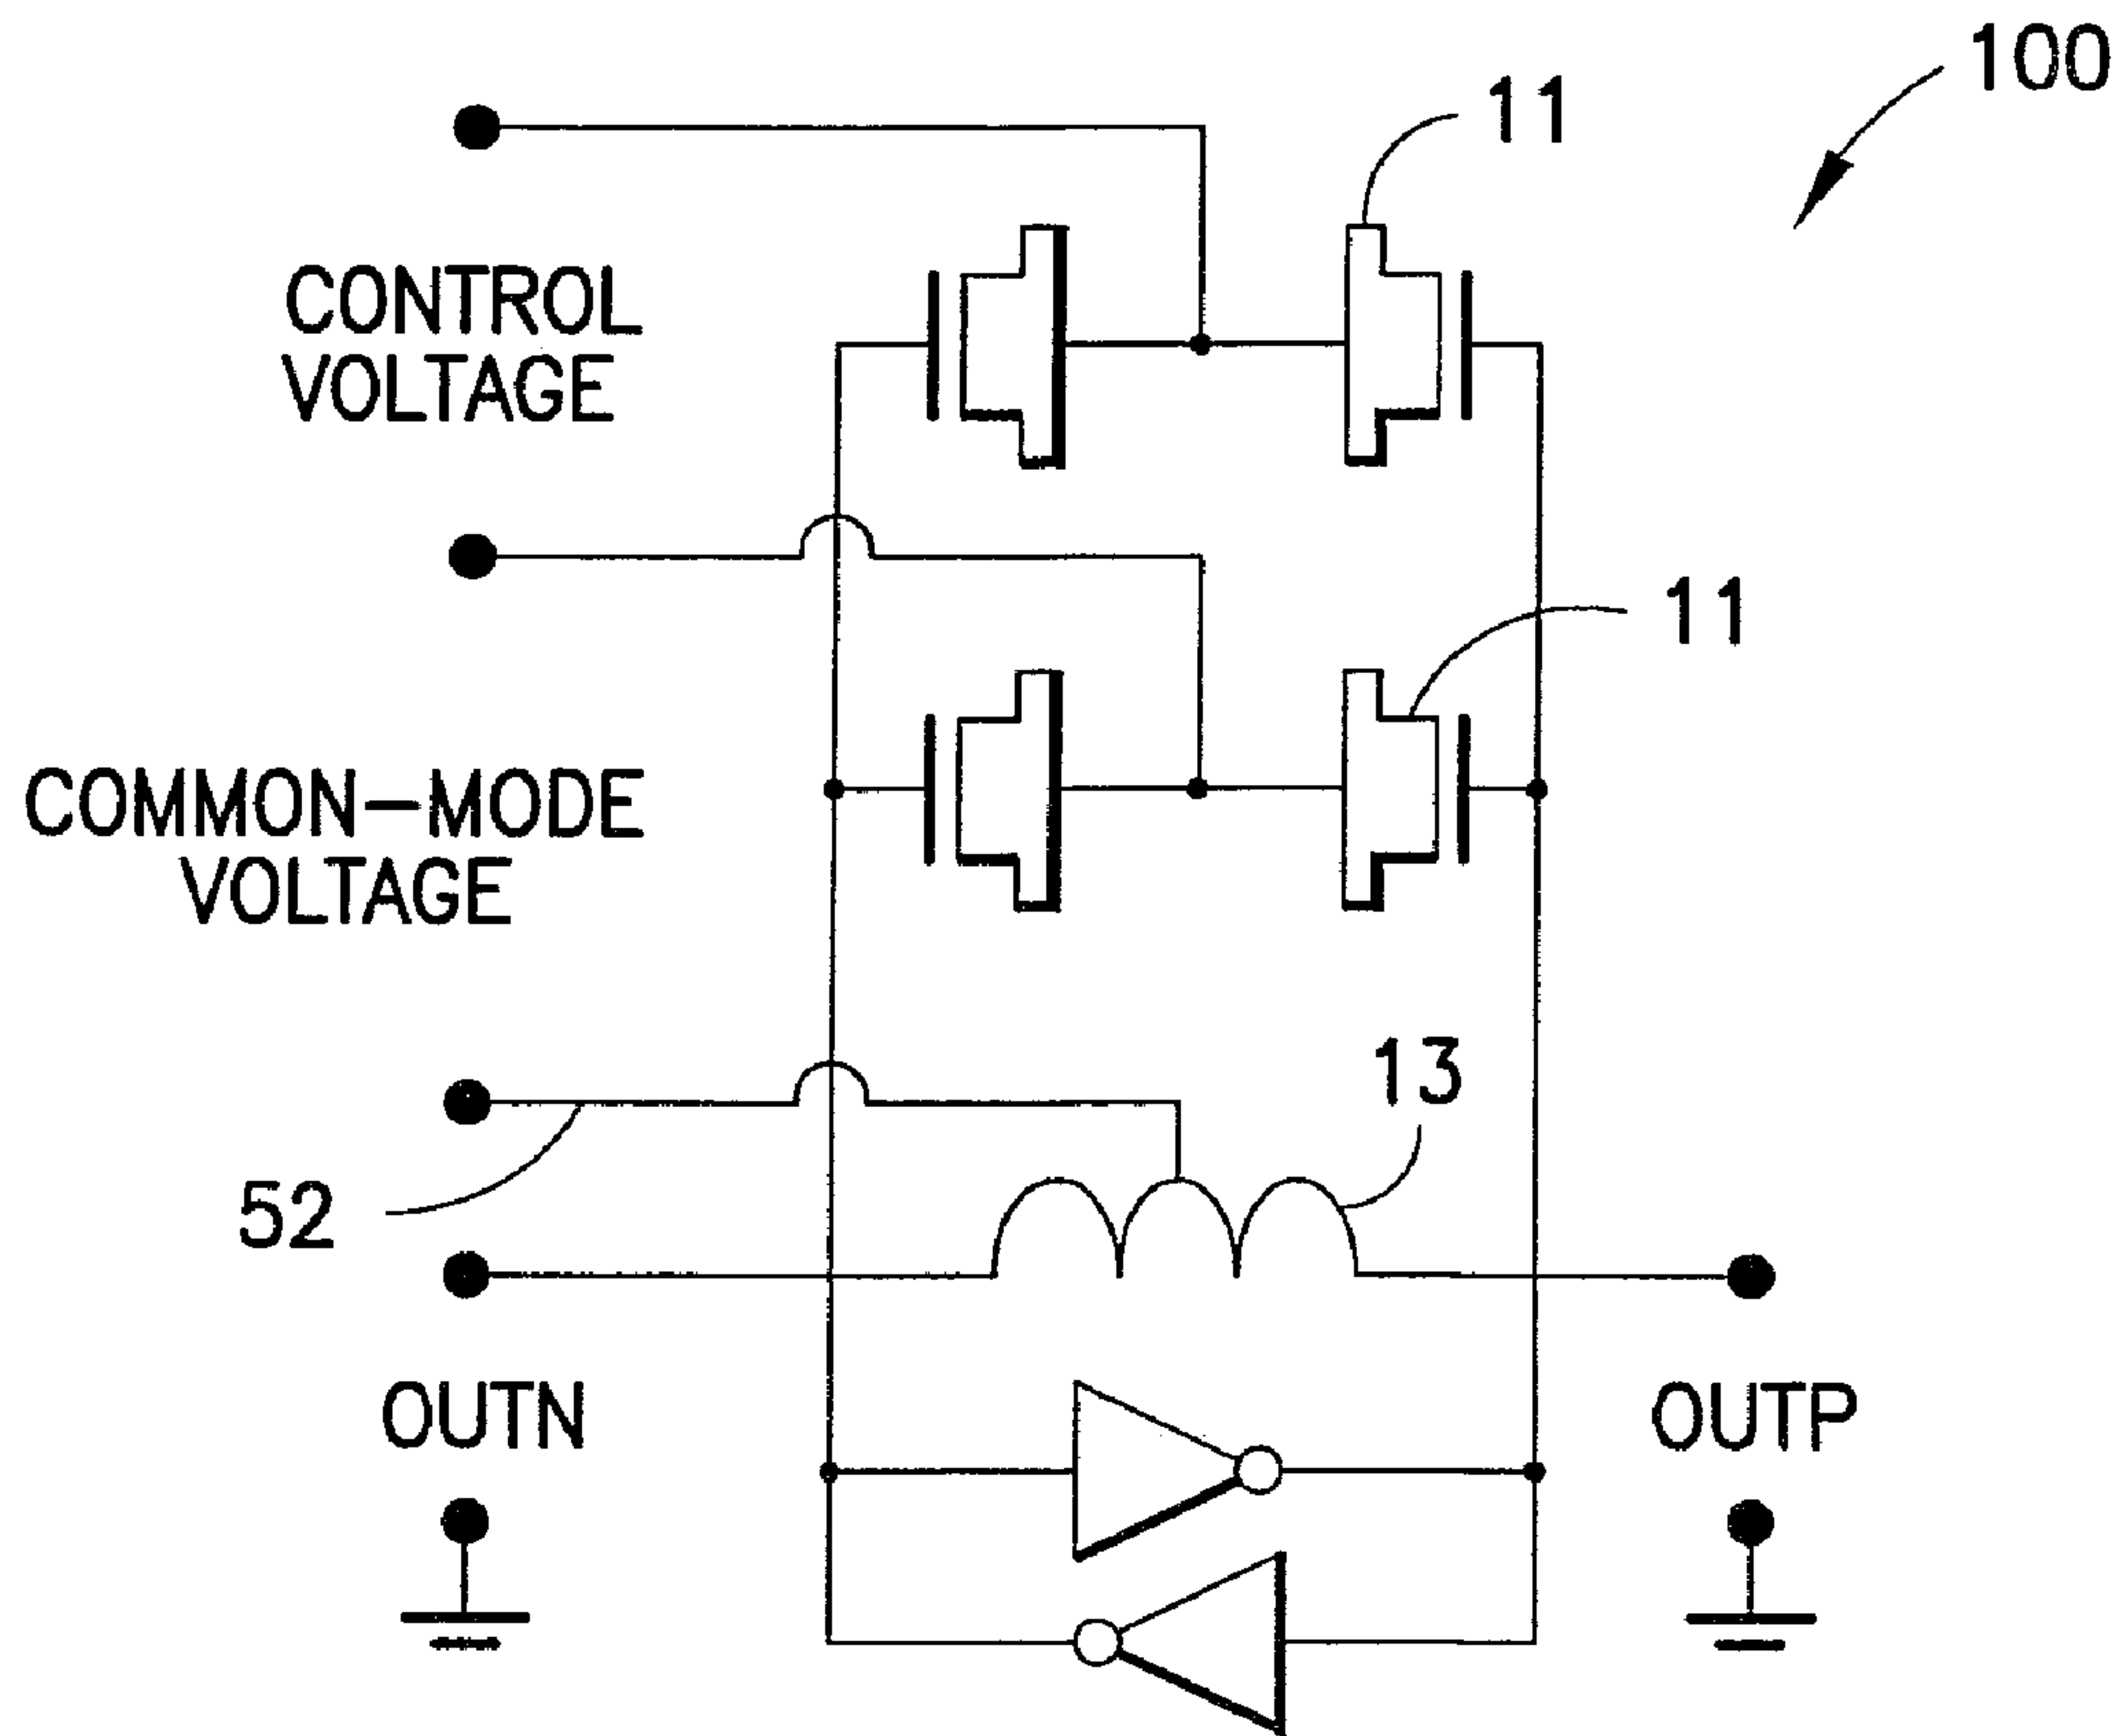 100
11
CONTROL
VOLTAGE
11
COMMON-MODE
VOLTAGE
13
52
OUTN
OUTP